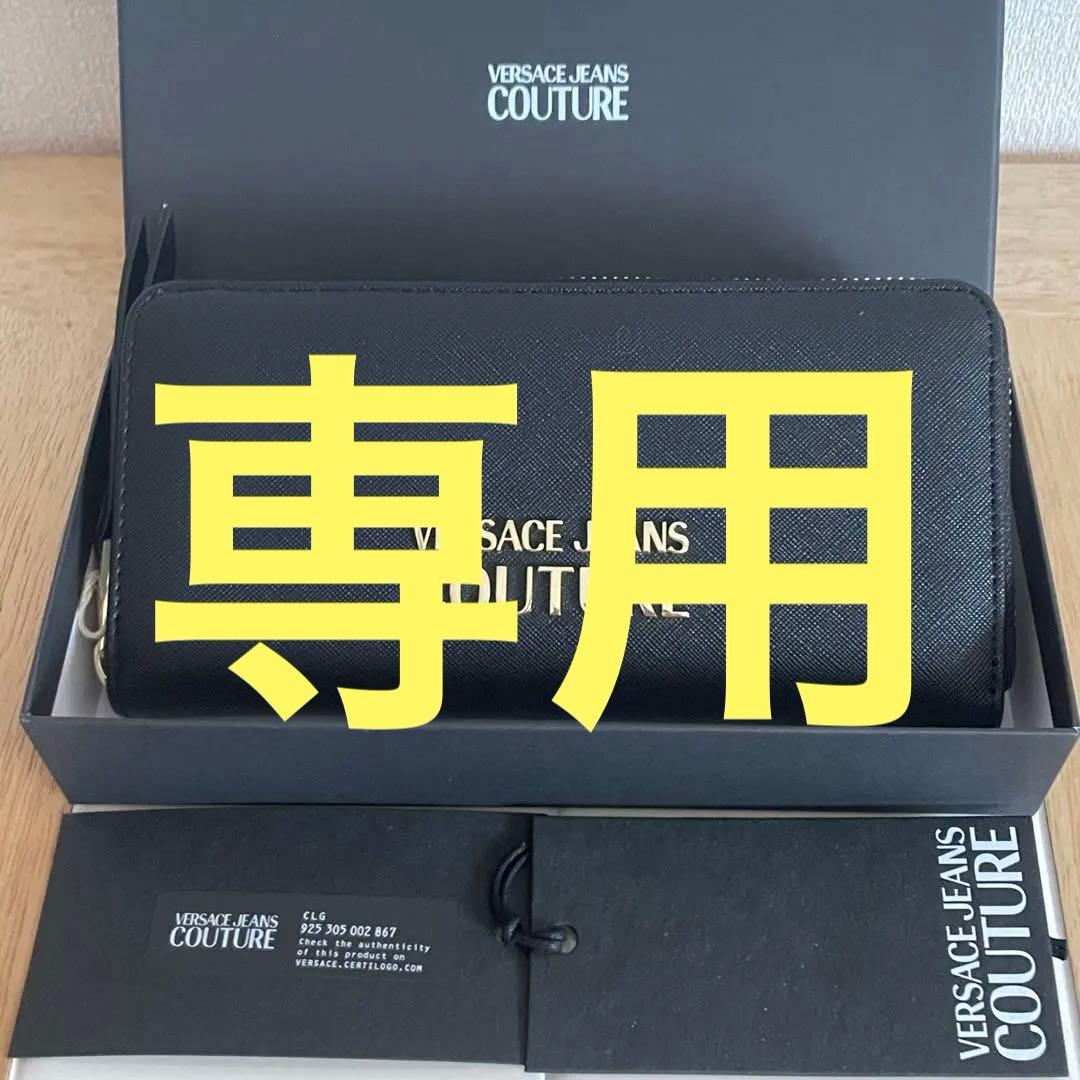 VERSACE JEANS
COUTURE
専用
VERSACE JEANS
COUTURE
VERSACE JEANS
COUTURE
CLG
925 305 002 867
Check the authenticity
of this product on
VERSACE.CERTILOGO.COM
VERSACE JEANS
COUTURE